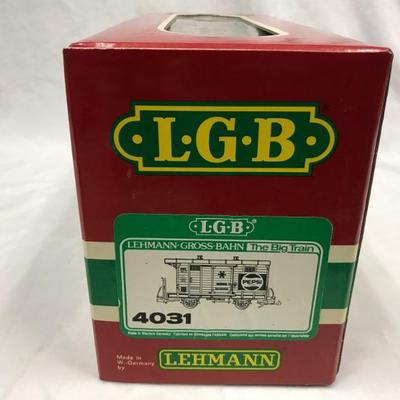 ·L·G·B·®
·L·G·B·®
LEHMANN·GROSS·BAHN The Big Train
PEPSI
4031
Made in
W.-Germany
by
LEHMANN